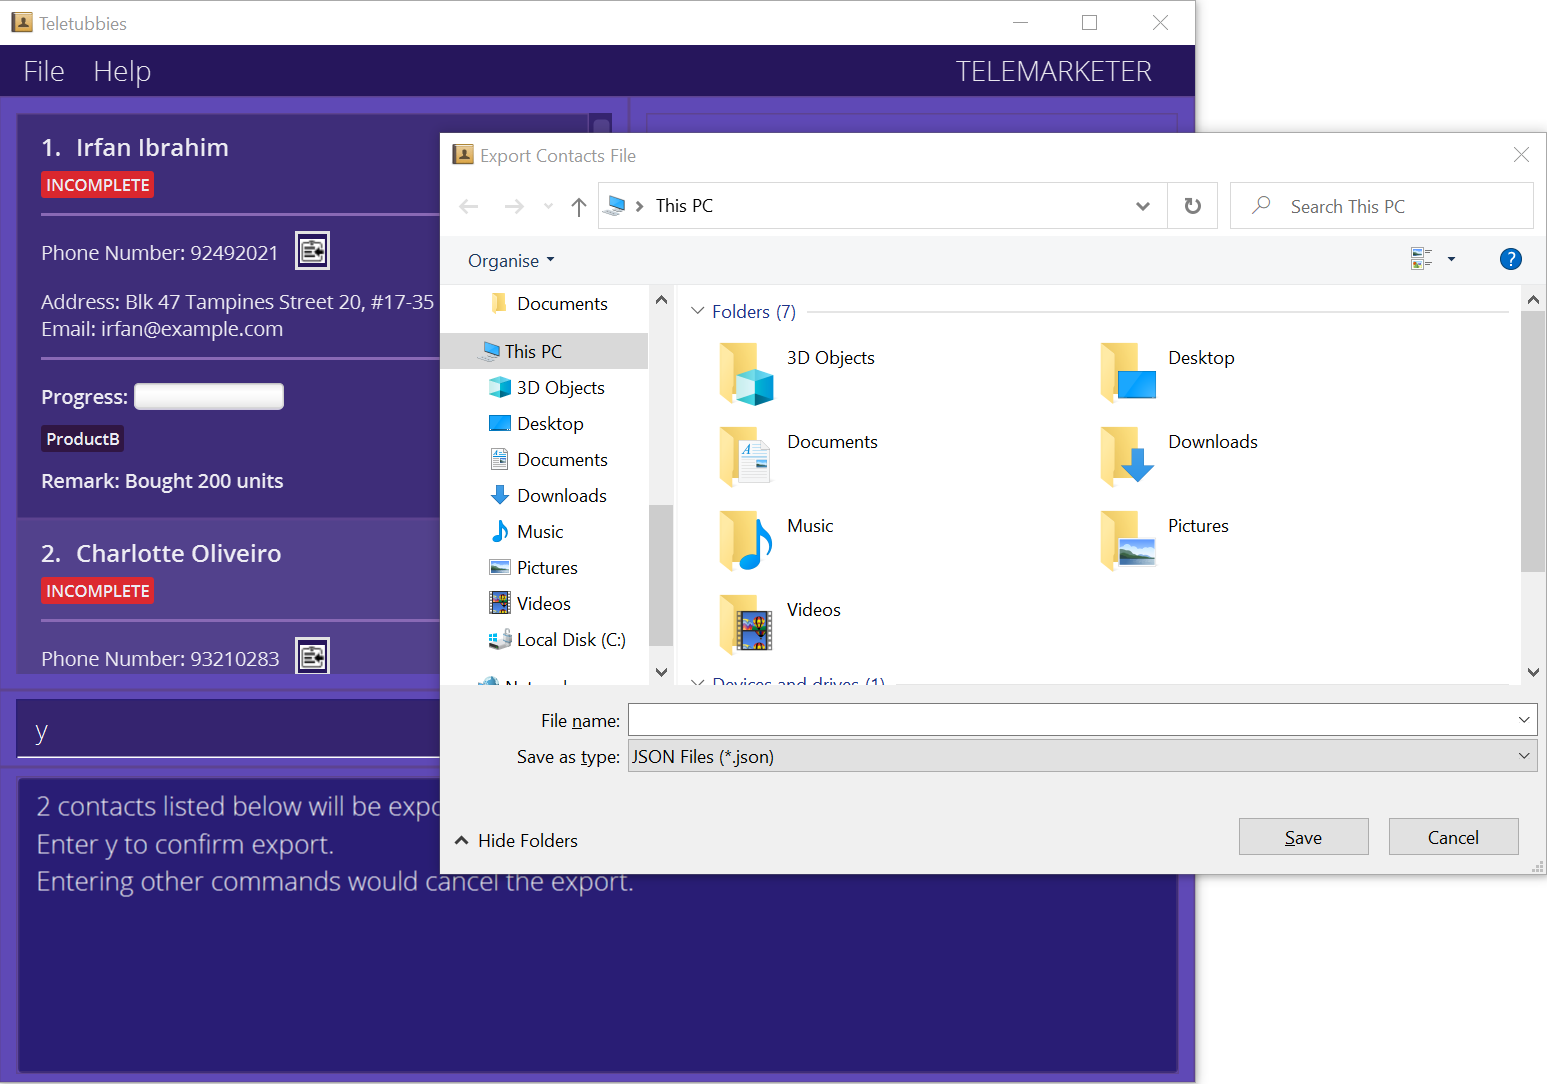 Teletubbies
File Help TELEMARKETER
1. Irfan Ibrahim
INCOMPLETE
Phone Number: 92492021
Address: Blk 47 Tampines Street 20, #17-35
Email: irfan@example.com
Progress:
ProductB
Remark: Bought 200 units
2. Charlotte Oliveiro
INCOMPLETE
Phone Number: 93210283
y
2 contacts listed below will be expo
Enter y to confirm export.
Entering other commands would cancel the export.
Export Contacts File
This PC
Search This PC
Organise
Documents
This PC
3D Objects
Desktop
Documents
Downloads
Music
Pictures
Videos
Local Disk (C:)
Folders (7)
3D Objects
Desktop
Documents
Downloads
Music
Pictures
Videos
Devices and drives (1)
File name:
Save as type: JSON Files (*.json)
Hide Folders
Save
Cancel